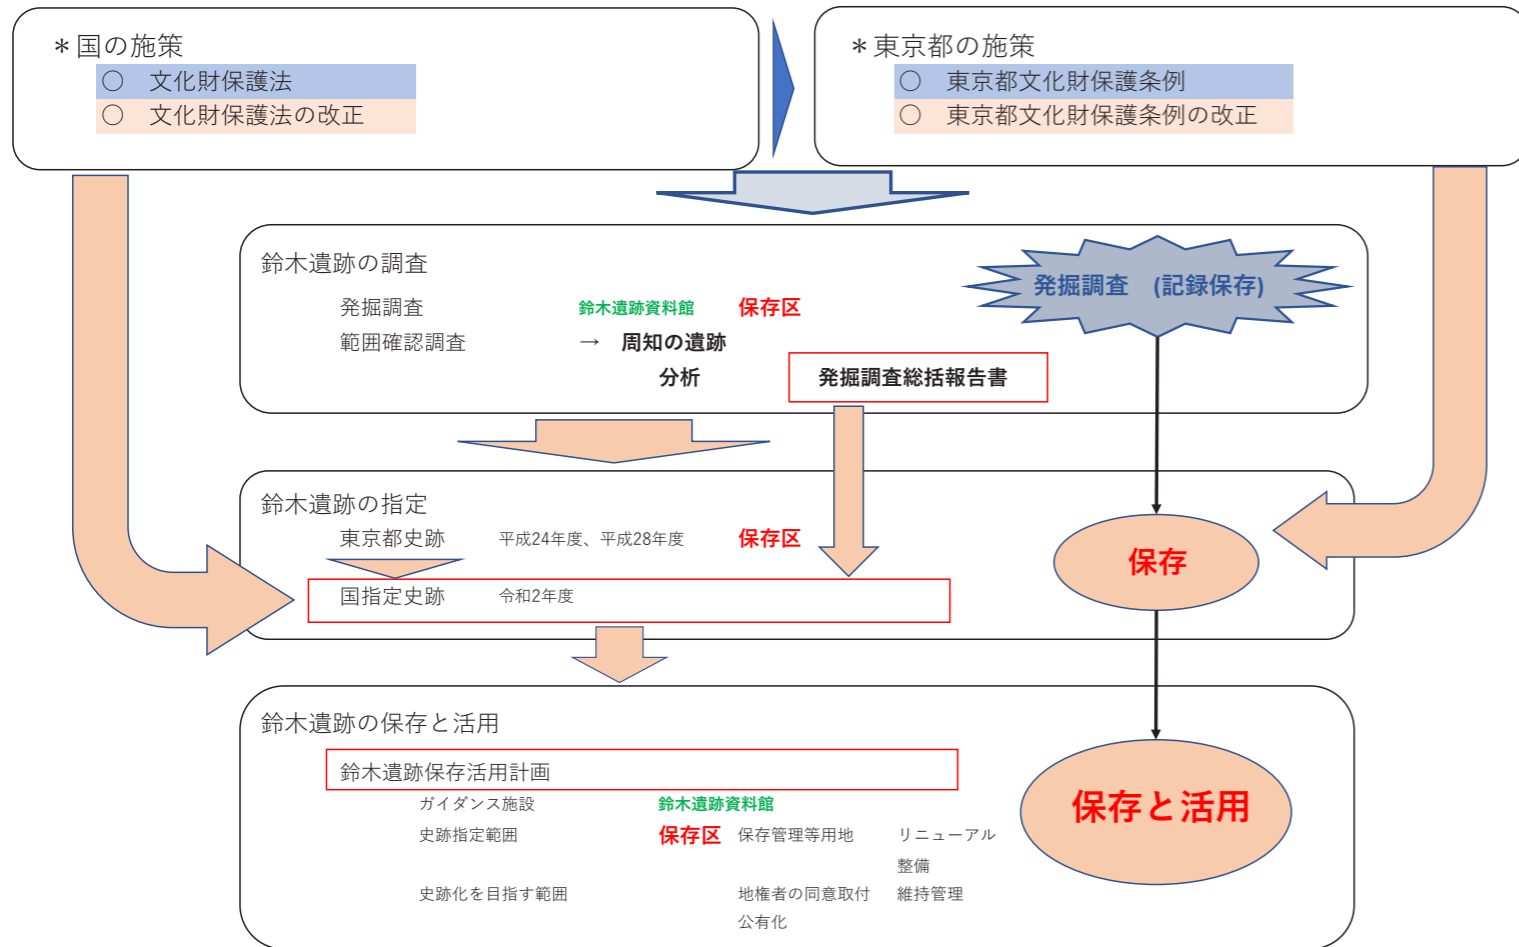 ＊国の施策
○　文化財保護法
○　文化財保護法の改正
＊東京都の施策
○　東京都文化財保護条例
○　東京都文化財保護条例の改正
鈴木遺跡の調査
発掘調査　鈴木遺跡資料館　保存区
範囲確認調査　→　周知の遺跡
分析　発掘調査総括報告書
発掘調査　(記録保存)
鈴木遺跡の指定
東京都史跡　平成24年度、平成28年度　保存区
国指定史跡　令和2年度
保存
鈴木遺跡の保存と活用
鈴木遺跡保存活用計画
ガイダンス施設　鈴木遺跡資料館
史跡指定範囲　保存区　保存管理等用地　リニューアル
整備
史跡化を目指す範囲　地権者の同意取付　維持管理
公有化
保存と活用